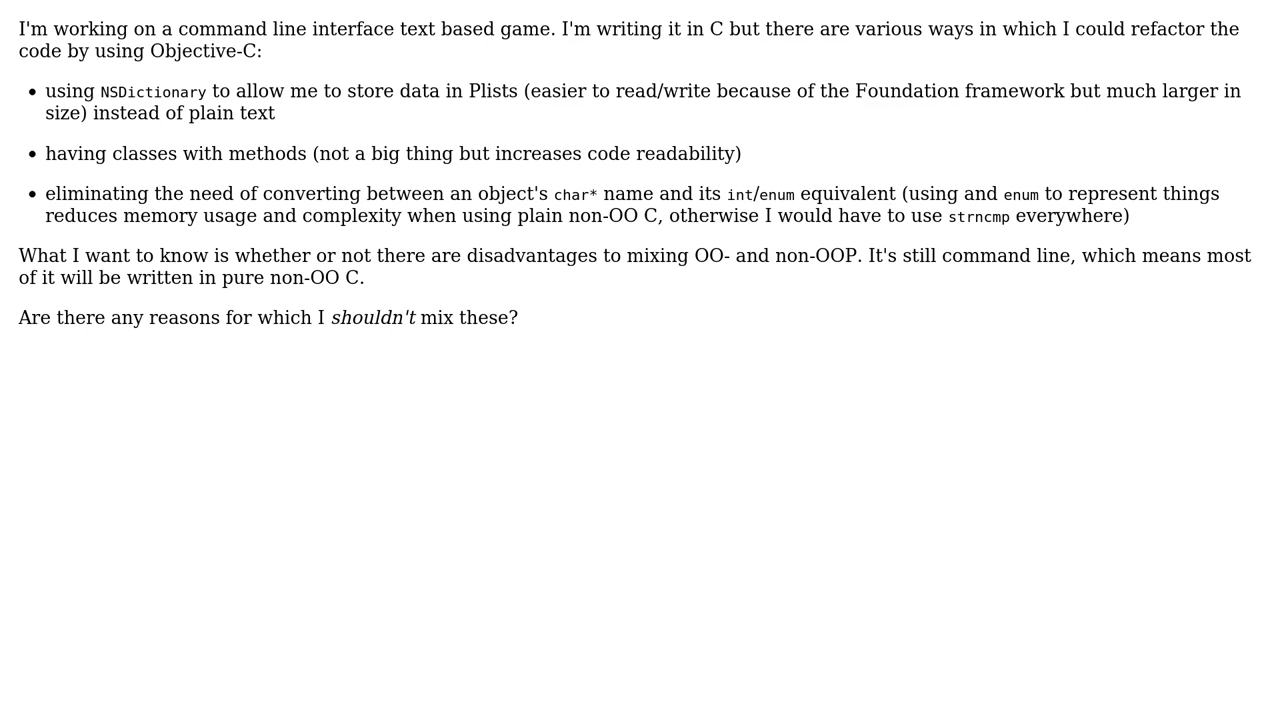 I'm working on a command line interface text based game. I'm writing it in C but there are various ways in which I could refactor the
code by using Objective-C:
• using NSDictionary to allow me to store data in Plists (easier to read/write because of the Foundation framework but much larger in
size) instead of plain text
• having classes with methods (not a big thing but increases code readability)
• eliminating the need of converting between an object's char* name and its int/enum equivalent (using and enum to represent things
reduces memory usage and complexity when using plain non-OO C, otherwise I would have to use strncmp everywhere)
What I want to know is whether or not there are disadvantages to mixing OO- and non-OOP. It's still command line, which means most
of it will be written in pure non-OO C.
Are there any reasons for which I shouldn't mix these?